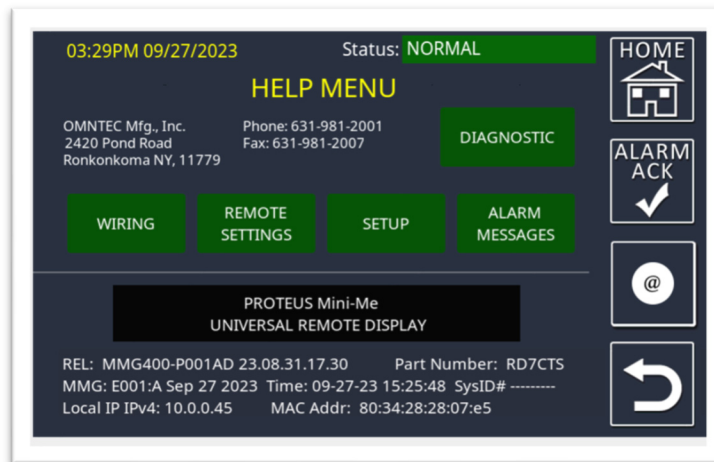 03:29PM 09/27/2023 Status: NORMAL
HOME
HELP MENU
OMNTEC Mfg., Inc.
2420 Pond Road
Ronkonkoma NY, 11779
Phone: 631-981-2001
Fax: 631-981-2007
DIAGNOSTIC
ALARM
ACK
WIRING
REMOTE
SETTINGS
SETUP
ALARM
MESSAGES
@
PROTEUS Mini-Me
UNIVERSAL REMOTE DISPLAY
REL: MMG400-P001AD 23.08.31.17.30 Part Number: RD7CTS
MMG: E001:A Sep 27 2023 Time: 09-27-23 15:25:48 SysID# ---------
Local IP IPv4: 10.0.0.45 MAC Addr: 80:34:28:28:07:e5